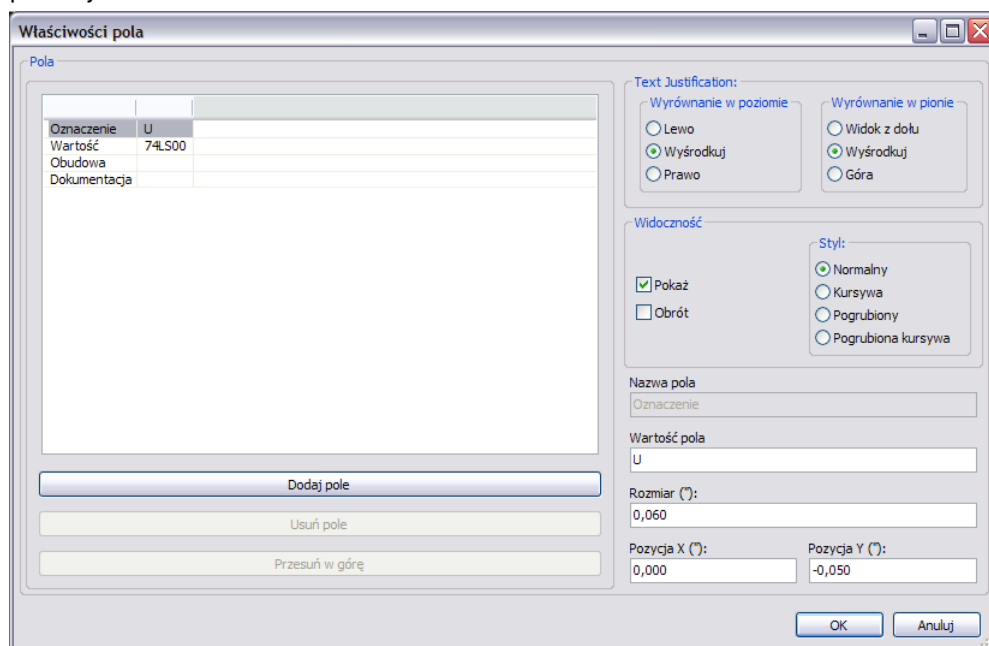 Właściwości pola
Pola
Oznaczenie U
Wartość 74LS00
Obudowa
Dokumentacja
Dodaj pole
Usuń pole
Przesuń w górę
Text Justification:
Wyrównanie w poziomie
Lewo
Wyśrodkuj
Prawo
Wyrównanie w pionie
Widok z dołu
Wyśrodkuj
Góra
Widoczność
Pokaż
Obrót
Styl:
Normalny
Kursywa
Pogrubiony
Pogrubiona kursywa
Nazwa pola
Oznaczenie
Wartość pola
U
Rozmiar ("):
0,060
Pozycja X ("):
0,000
Pozycja Y ("):
-0,050
OK
Anuluj